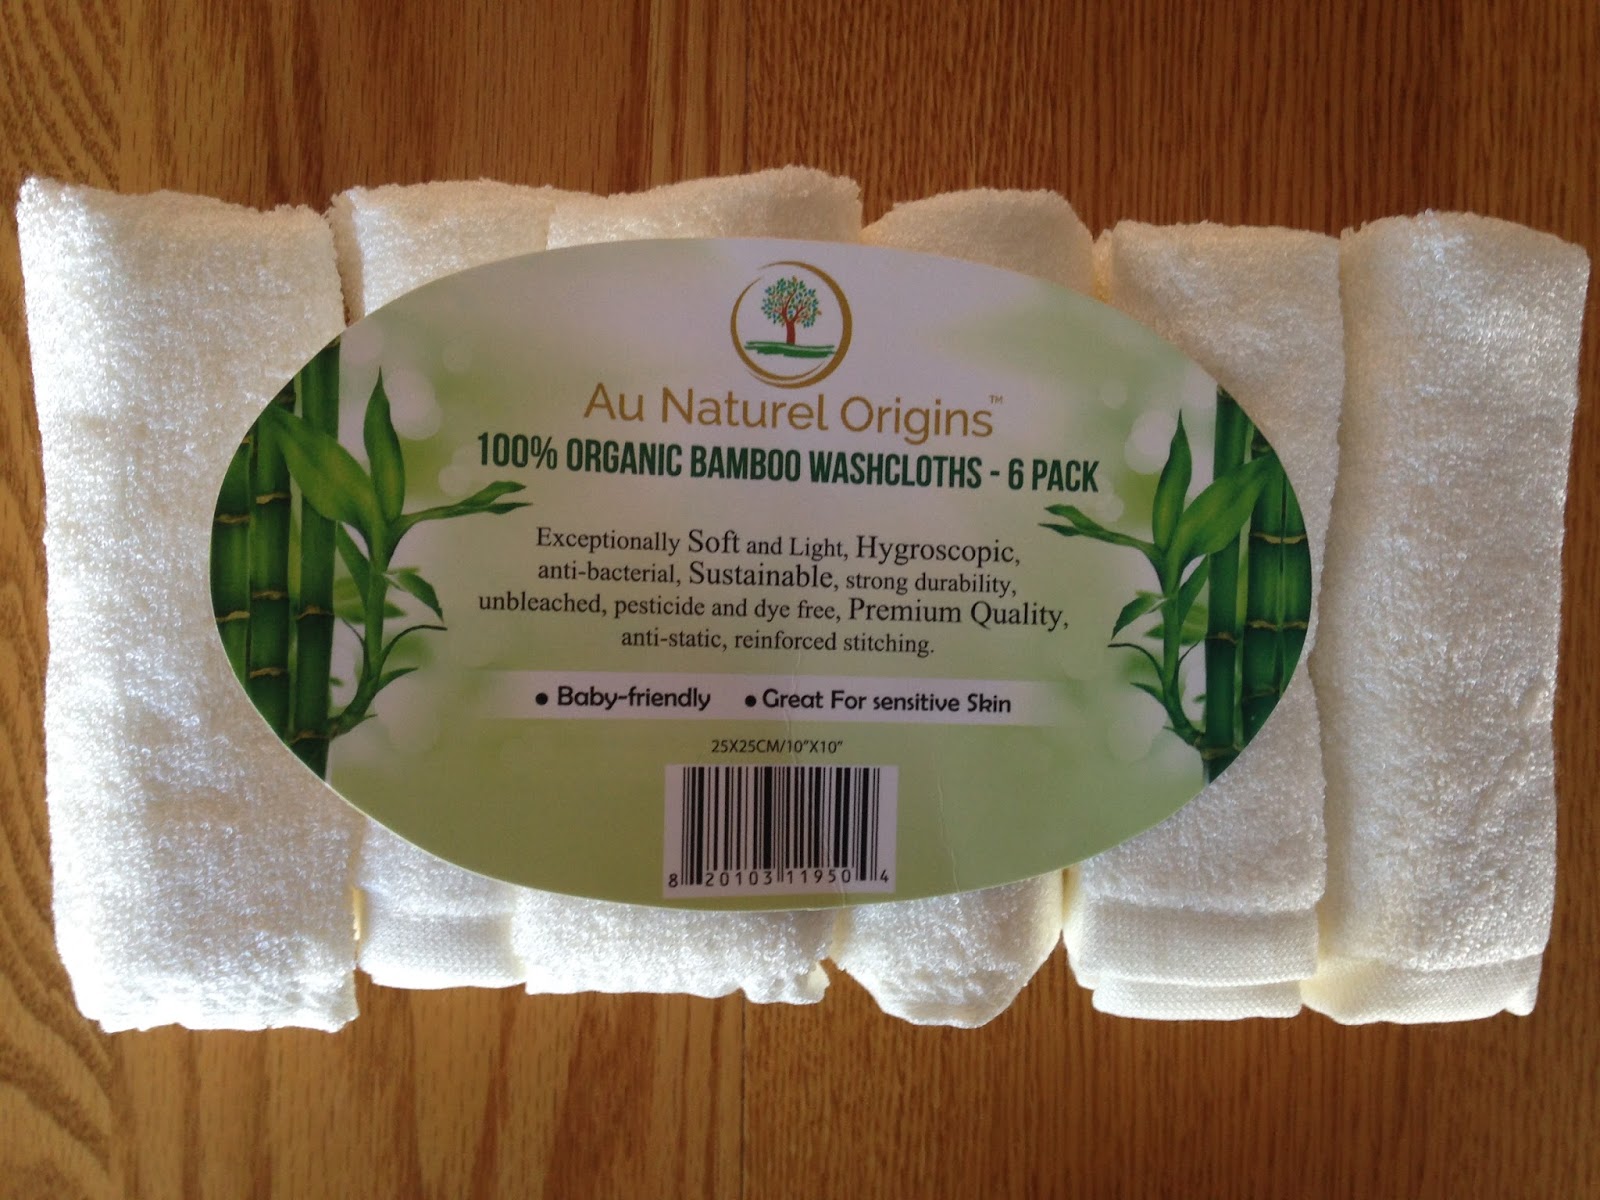 Au Naturel Origins™
100% ORGANIC BAMBOO WASHCLOTHS - 6 PACK
Exceptionally Soft and Light, Hygroscopic,
anti-bacterial, Sustainable, strong durability,
unbleached, pesticide and dye free, Premium Quality,
anti-static, reinforced stitching.
• Baby-friendly • Great For sensitive Skin
25X25CM/10"X10"
8 20103 11950 4